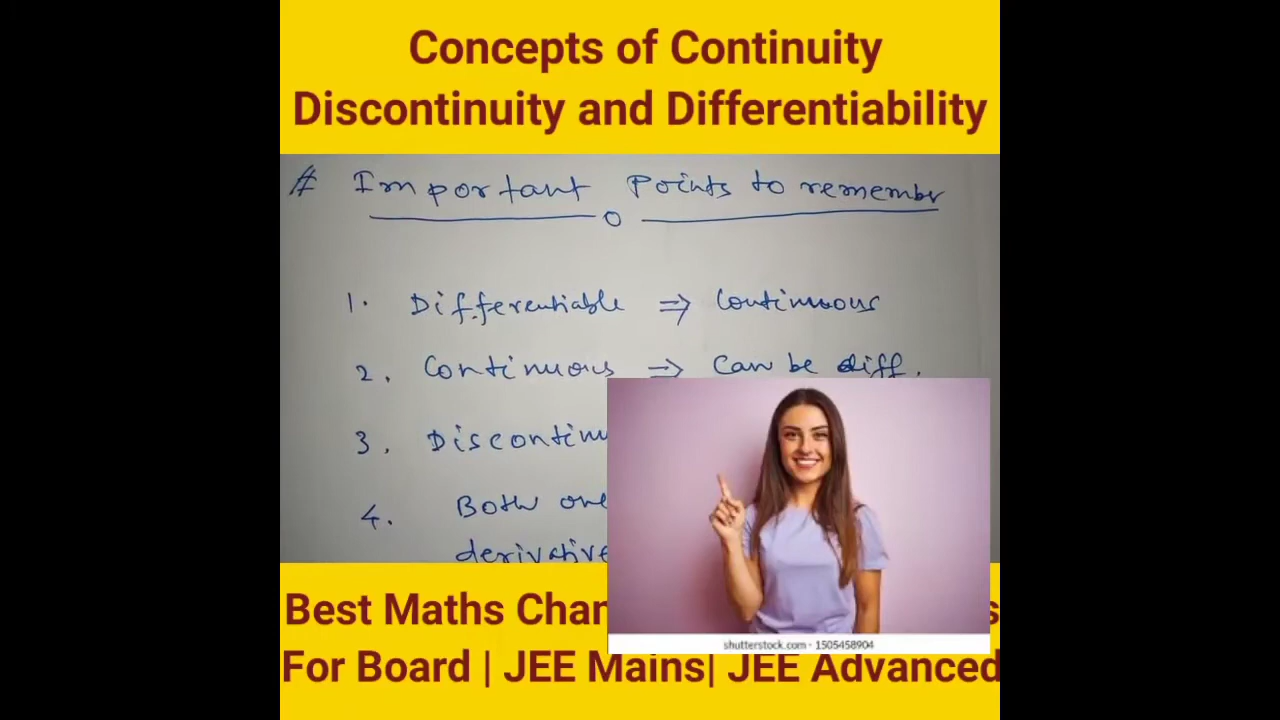 Concepts of Continuity
Discontinuity and Differentiability
# Important Points to remember
1. Differentiable => Continuous
2. Continuous => Can be diff.
3. Discontinu
4. Both one
derivative
Best Maths Chan s
For Board | JEE Mains| JEE Advanced
shutterstock.com · 1505458904